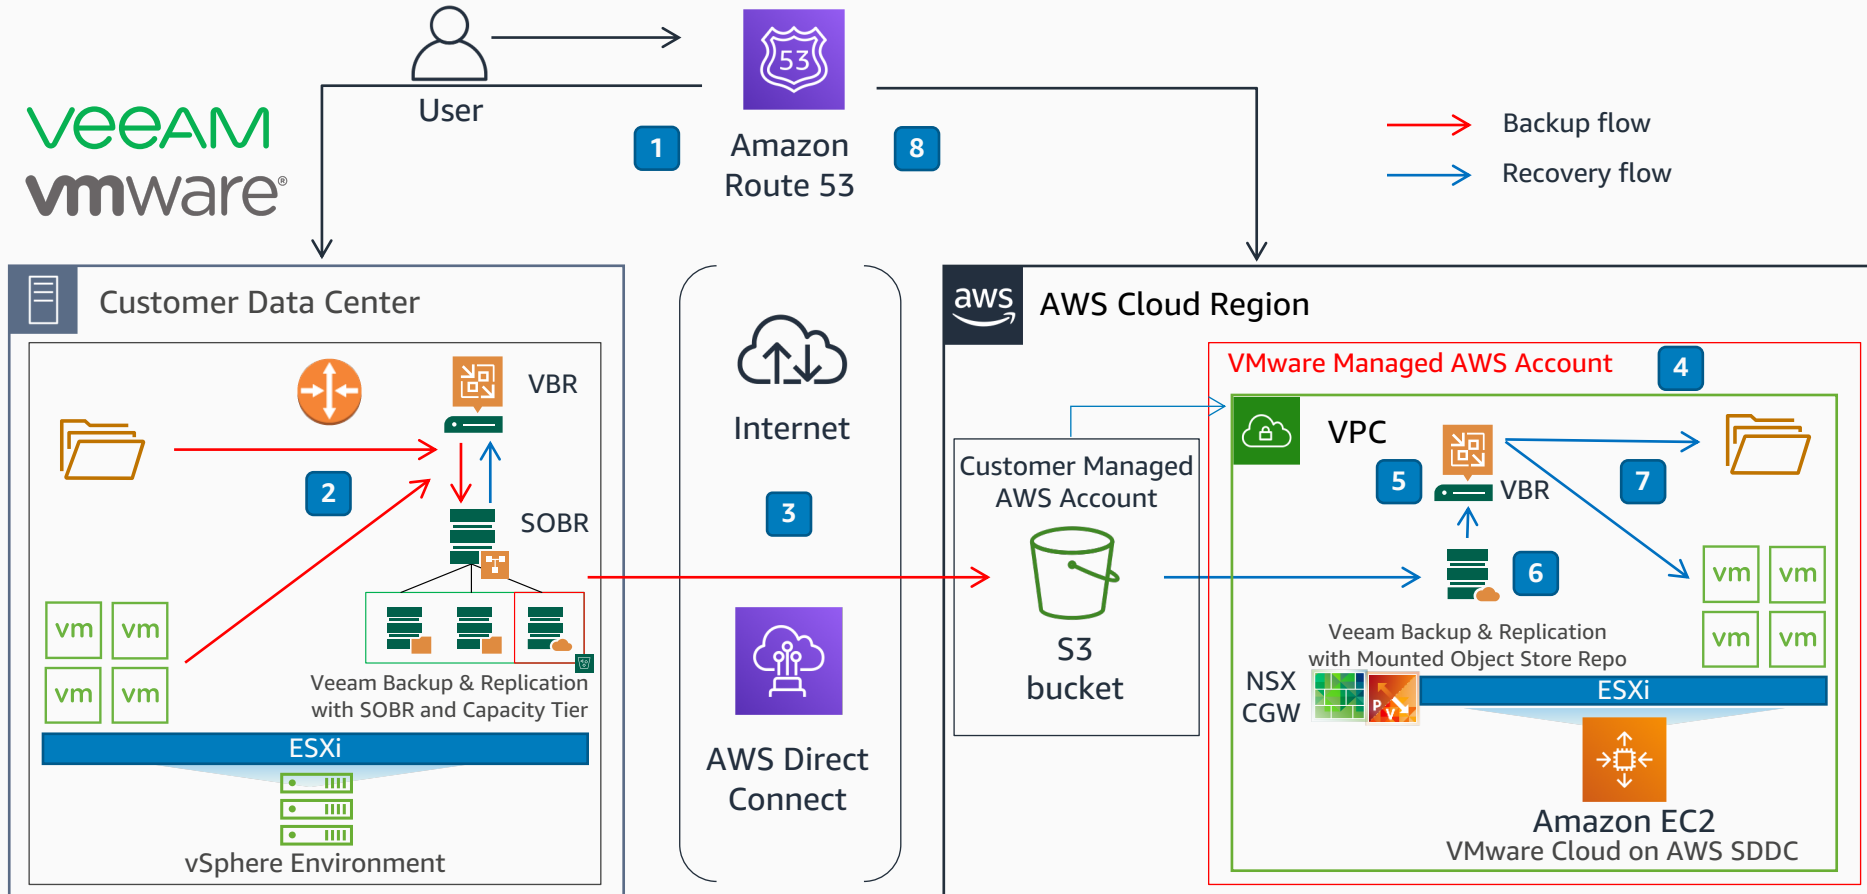 User
53
Amazon
Route 53
1
8
Backup flow
Recovery flow
veeAM
vmware®
Customer Data Center
VBR
2
SOBR
vm vm
vm vm
Veeam Backup & Replication
with SOBR and Capacity Tier
ESXi
vSphere Environment
Internet
3
AWS Direct
Connect
aws
AWS Cloud Region
VMware Managed AWS Account
4
Customer Managed
AWS Account
S3
bucket
VPC
5
VBR
7
6
vm vm
vm vm
Veeam Backup & Replication
with Mounted Object Store Repo
NSX
CGW
P
V
ESXi
Amazon EC2
VMware Cloud on AWS SDDC